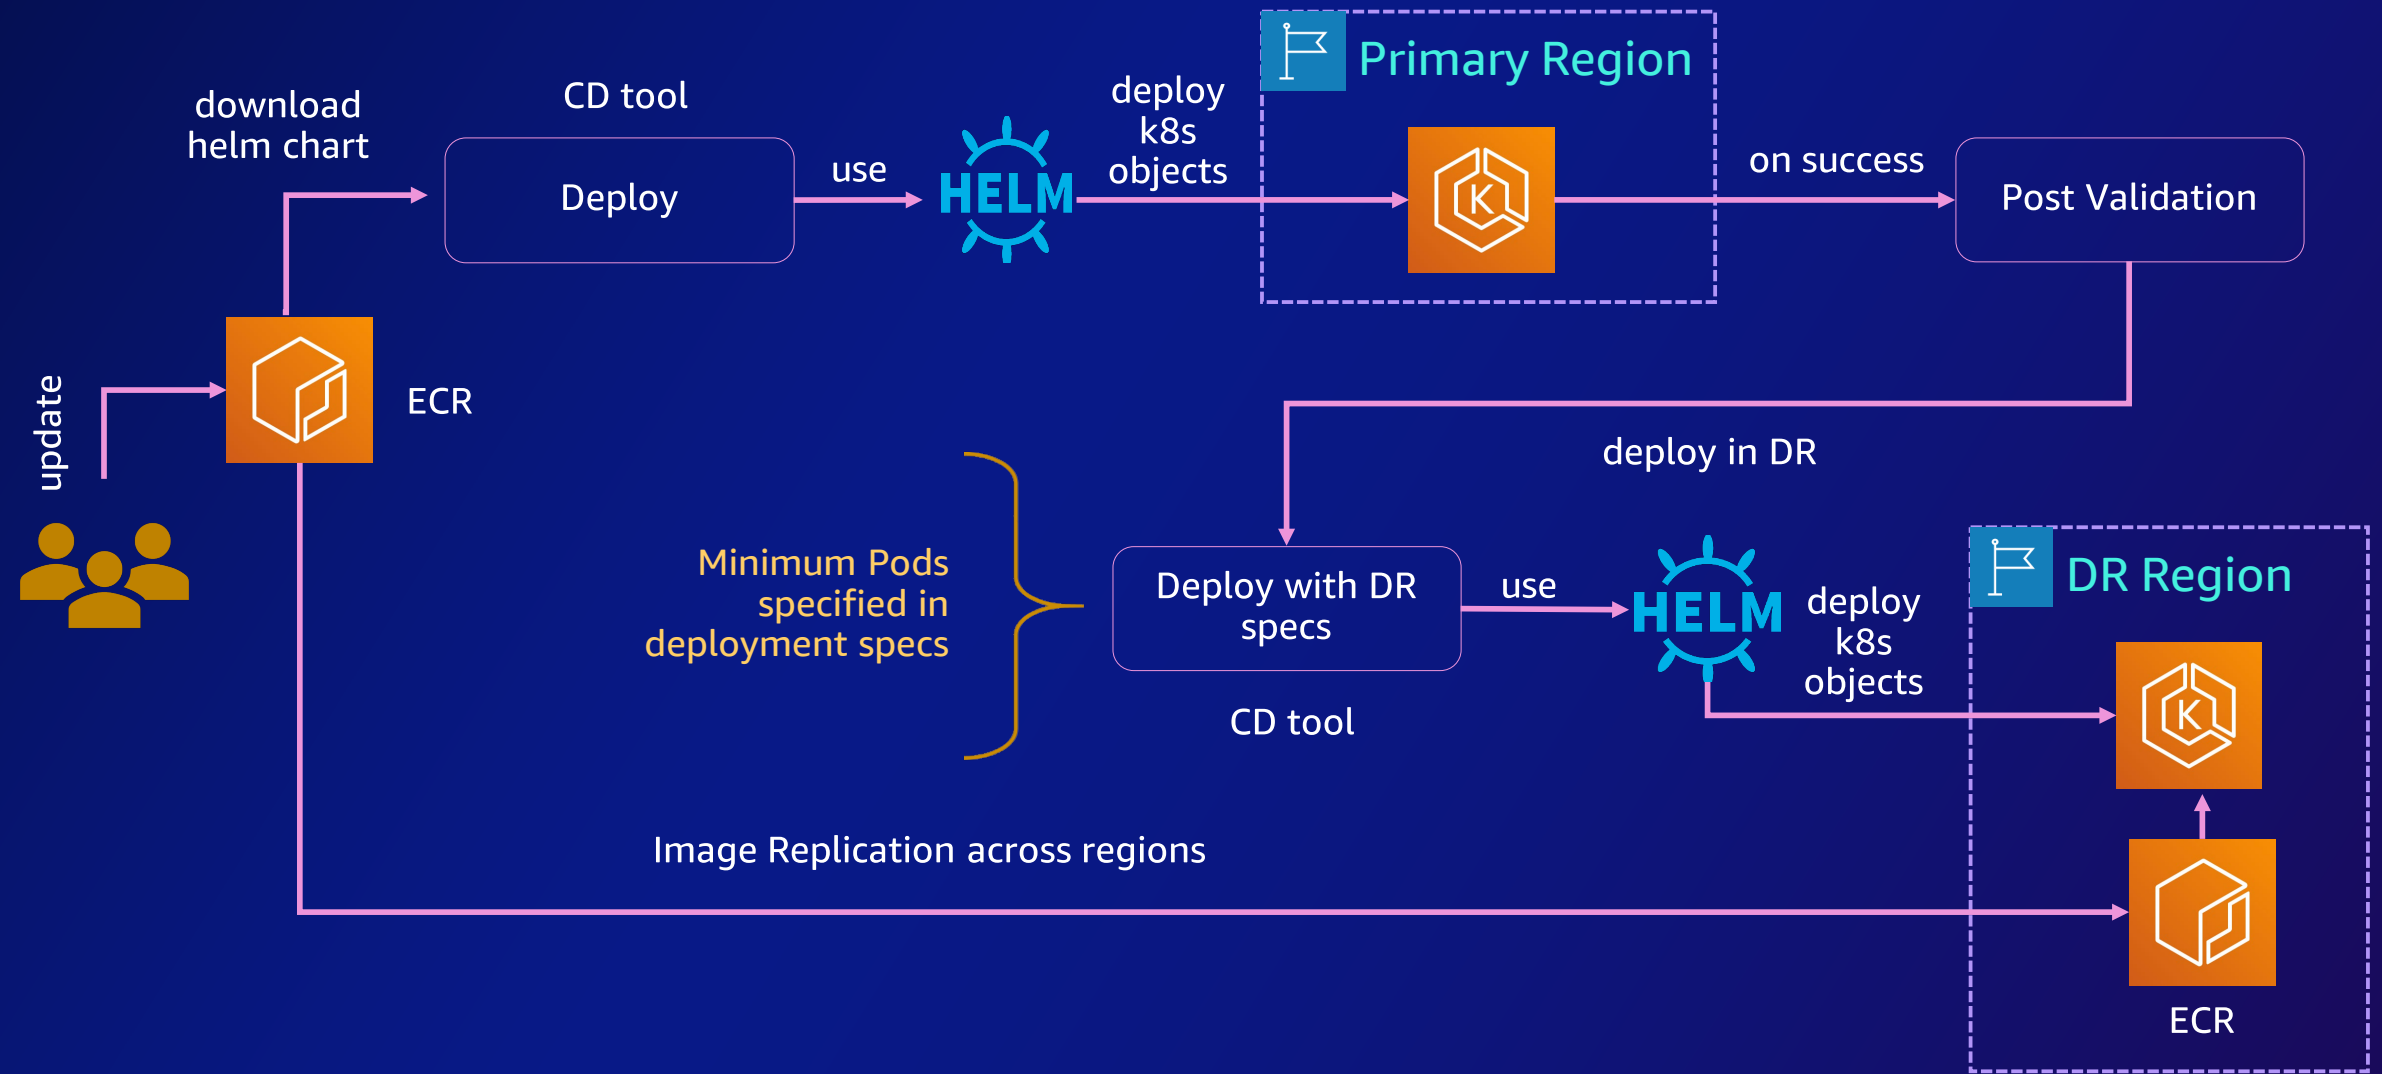 Primary Region
download
helm chart
CD tool
Deploy
use
HELM
deploy
k8s
objects
K
on success
Post Validation
update
ECR
deploy in DR
Minimum Pods
specified in
deployment specs
Deploy with DR
specs
CD tool
use
HELM
deploy
k8s
objects
DR Region
K
Image Replication across regions
ECR